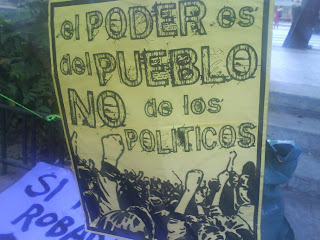 el PODER es
del PUEBLO
NO de los
POLITICOS
SI
ROBA